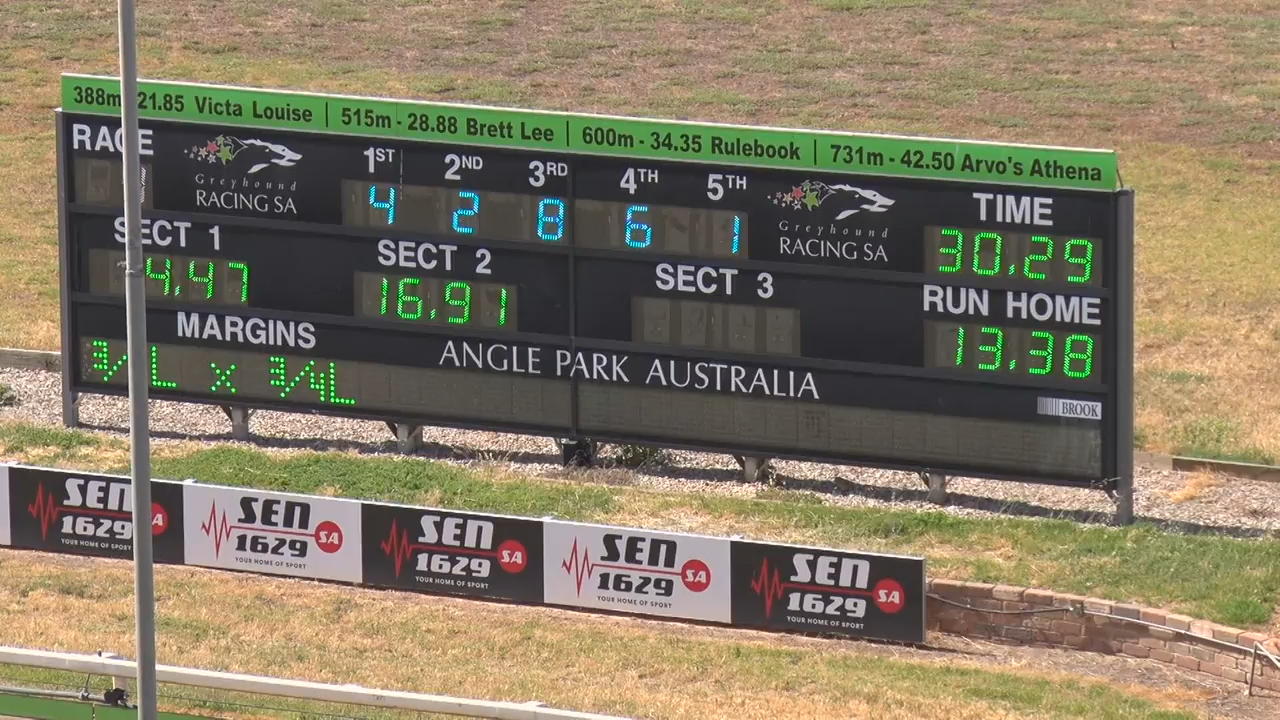 388m 21.85 Victa Louise | 515m - 28.88 Brett Lee | 600m - 34.35 Rulebook | 731m - 42.50 Arvo's Athena
RACE
Greyhound
RACING SA
1ST 2ND 3RD 4TH 5TH
4 2 8 6 1
Greyhound
RACING SA
TIME
30.29
SECT 1
4.47
SECT 2
16.91
SECT 3
RUN HOME
13.38
MARGINS
L x 3/4L
ANGLE PARK AUSTRALIA
BROOK
SEN
1629
SA
YOUR HOME OF SPORT
SEN
1629
SA
YOUR HOME OF SPORT
SEN
1629
SA
YOUR HOME OF SPORT
SEN
1629
SA
YOUR HOME OF SPORT
SEN
1629
SA
YOUR HOME OF SPORT